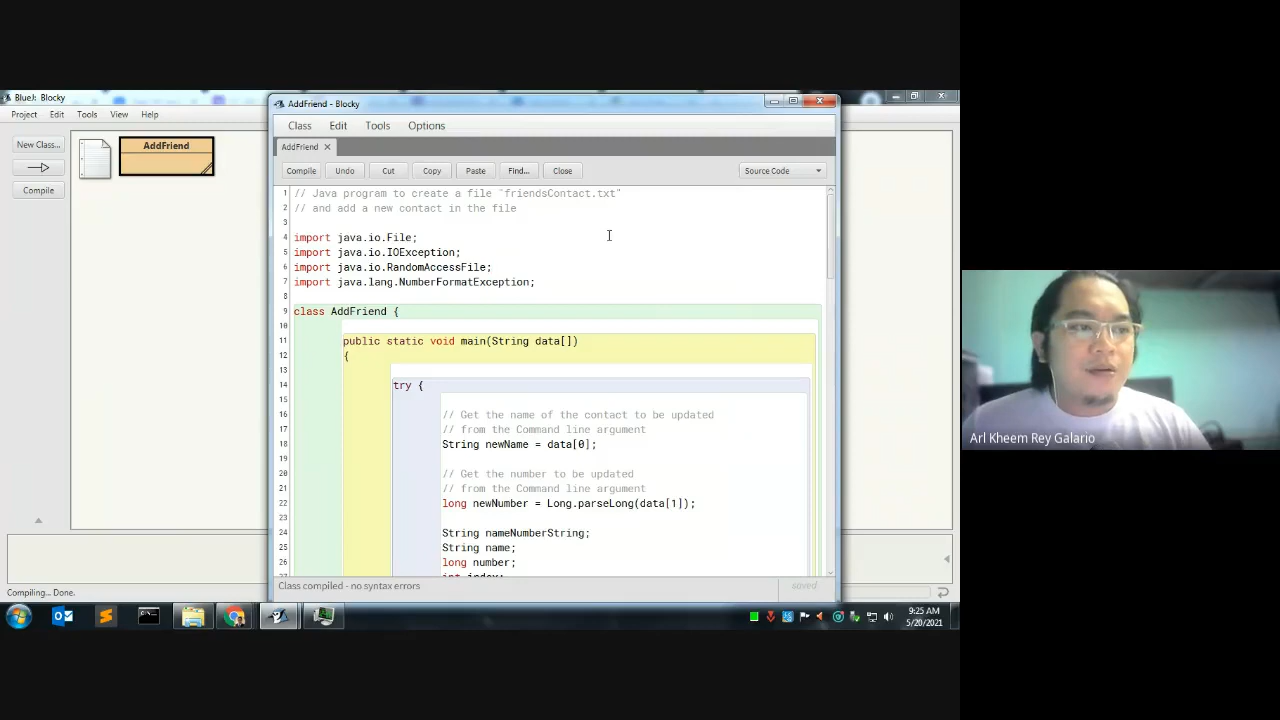 BlueJ: Blocky
Project Edit Tools View Help
New Class...
Compile
AddFriend
AddFriend - Blocky
Class Edit Tools Options
AddFriend
Compile Undo Cut Copy Paste Find... Close Source Code
1 // Java program to create a file "friendsContact.txt"
2 // and add a new contact in the file
3
4 import java.io.File;
5 import java.io.IOException;
6 import java.io.RandomAccessFile;
7 import java.lang.NumberFormatException;
8
9 class AddFriend {
10
11 public static void main(String data[])
12 {
13
14 try {
15
16 // Get the name of the contact to be updated
17 // from the Command line argument
18 String newName = data[0];
19
20 // Get the number to be updated
21 // from the Command line argument
22 long newNumber = Long.parseLong(data[1]);
23
24 String nameNumberString;
25 String name;
26 long number;
27 int index;
Class compiled - no syntax errors
saved
Compiling... Done.
9:25 AM
5/20/2021
Arl Kheem Rey Galario